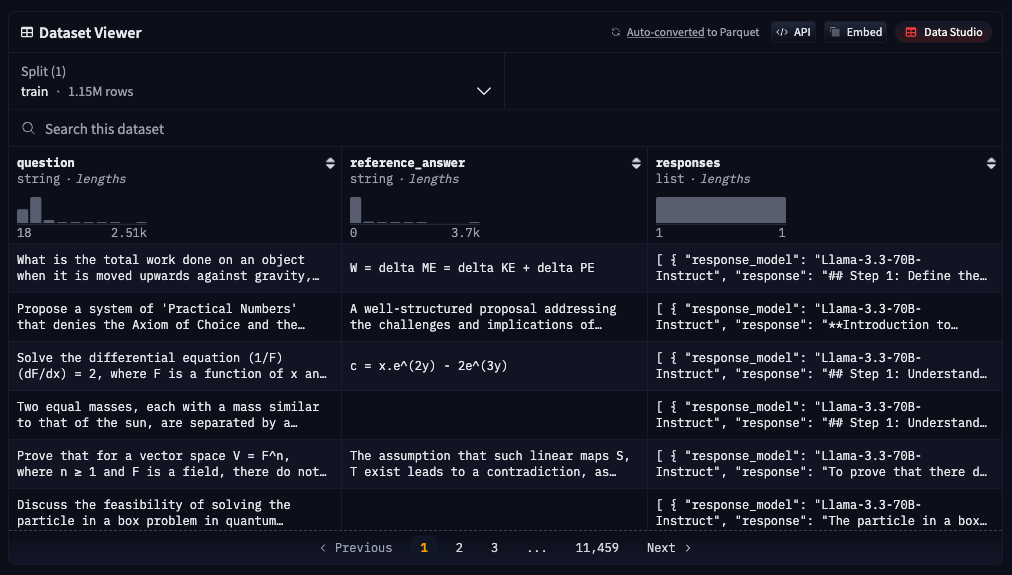 Dataset Viewer
Auto-converted to Parquet
API
Embed
Data Studio
Split (1)
train · 1.15M rows
Search this dataset
question
string · lengths
18 2.51k
reference_answer
string · lengths
0 3.7k
responses
list · lengths
1 1
What is the total work done on an object
when it is moved upwards against gravity,…
W = delta ME = delta KE + delta PE
[ { "response_model": "Llama-3.3-70B-
Instruct", "response": "## Step 1: Define the…
Propose a system of 'Practical Numbers'
that denies the Axiom of Choice and the…
A well-structured proposal addressing
the challenges and implications of…
[ { "response_model": "Llama-3.3-70B-
Instruct", "response": "**Introduction to…
Solve the differential equation (1/F)
(dF/dx) = 2, where F is a function of x an…
c = x.e^(2y) - 2e^(3y)
[ { "response_model": "Llama-3.3-70B-
Instruct", "response": "## Step 1: Understand…
Two equal masses, each with a mass similar
to that of the sun, are separated by a…
[ { "response_model": "Llama-3.3-70B-
Instruct", "response": "## Step 1: Understand…
Prove that for a vector space V = F^n,
where n ≥ 1 and F is a field, there do not…
The assumption that such linear maps S,
T exist leads to a contradiction, as…
[ { "response_model": "Llama-3.3-70B-
Instruct", "response": "To prove that there d…
Discuss the feasibility of solving the
particle in a box problem in quantum…
[ { "response_model": "Llama-3.3-70B-
Instruct", "response": "The particle in a box…
< Previous 1 2 3 ... 11,459 Next >